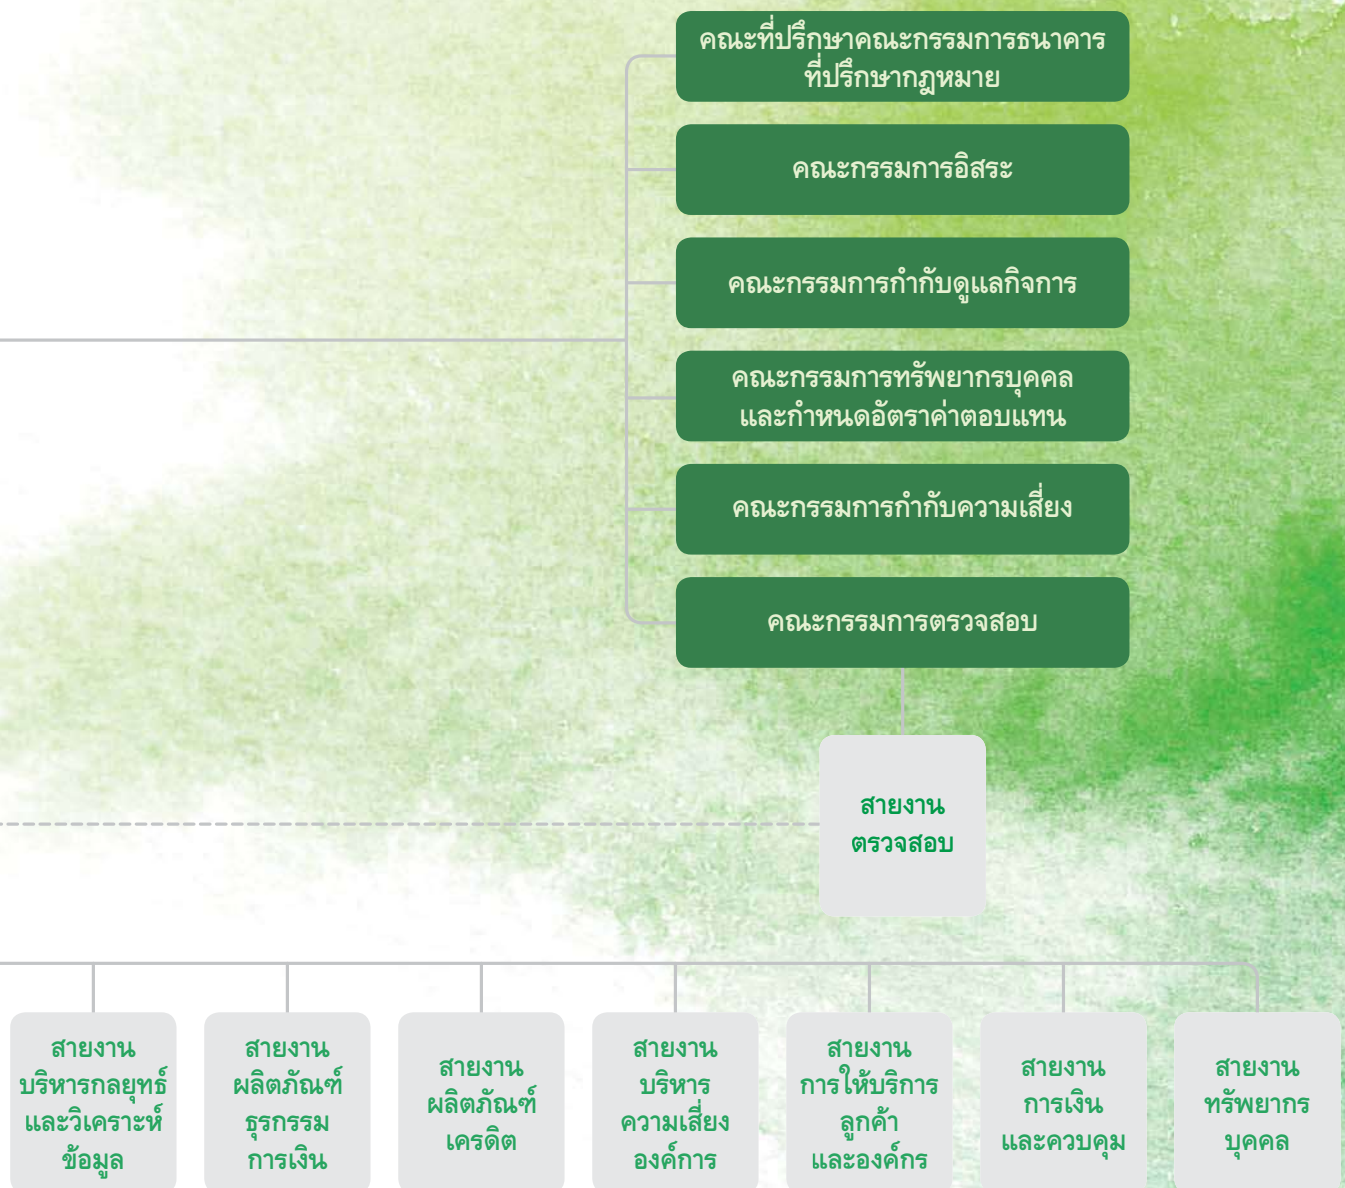 คณะที่ปรึกษาคณะกรรมการธนาคาร
ที่ปรึกษากฎหมาย
คณะกรรมการอิสระ
คณะกรรมการกำกับดูแลกิจการ
คณะกรรมการทรัพยากรบุคคล
และกำหนดอัตราค่าตอบแทน
คณะกรรมการกำกับความเสี่ยง
คณะกรรมการตรวจสอบ
สายงาน
ตรวจสอบ
สายงาน
บริหารกลยุทธ์
และวิเคราะห์
ข้อมูล
สายงาน
ผลิตภัณฑ์
ธุรกรรม
การเงิน
สายงาน
ผลิตภัณฑ์
เครดิต
สายงาน
บริหาร
ความเสี่ยง
องค์การ
สายงาน
การให้บริการ
ลูกค้า
และองค์กร
สายงาน
การเงิน
และควบคุม
สายงาน
ทรัพยากร
บุคคล